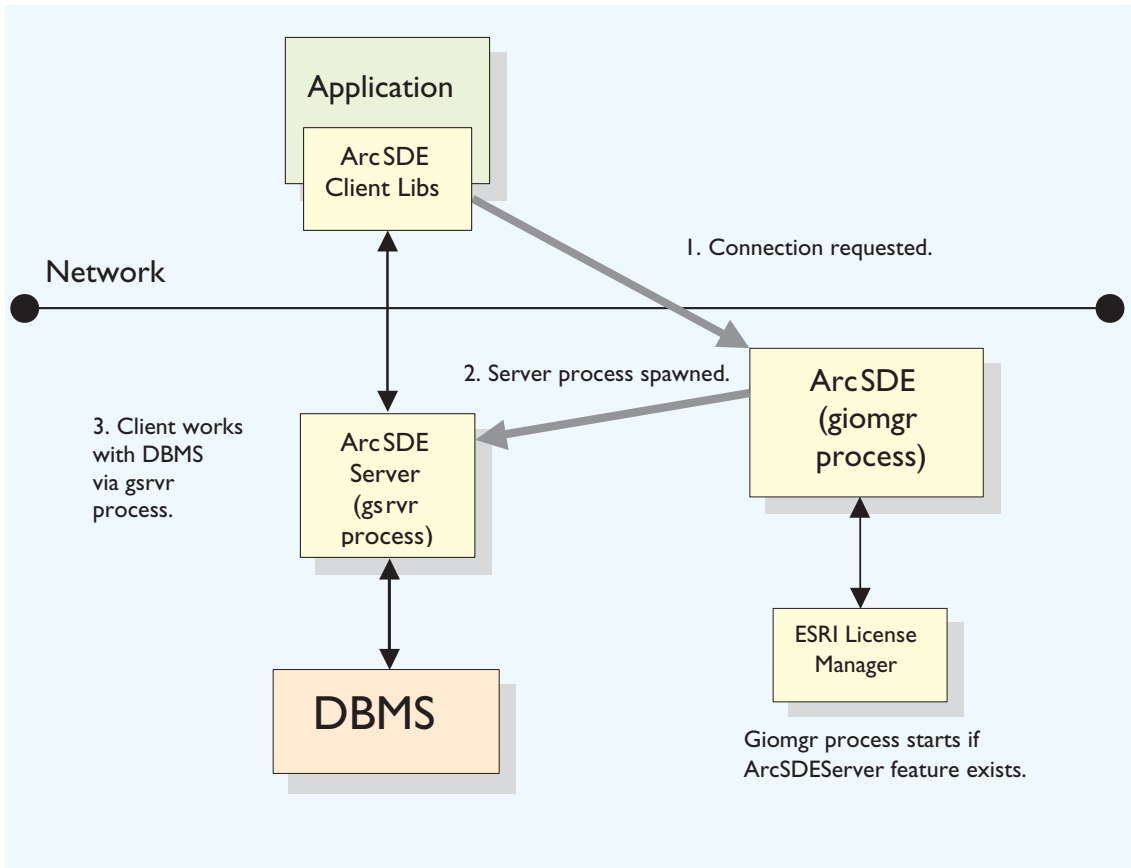 Application
ArcSDE
Client Libs
1. Connection requested.
Network
2. Server process spawned.
ArcSDE
(giomgr
process)
3. Client works
with DBMS
via gsrvr
process.
ArcSDE
Server
(gsrvr
process)
ESRI License
Manager
DBMS
Giomgr process starts if
ArcSDEServer feature exists.